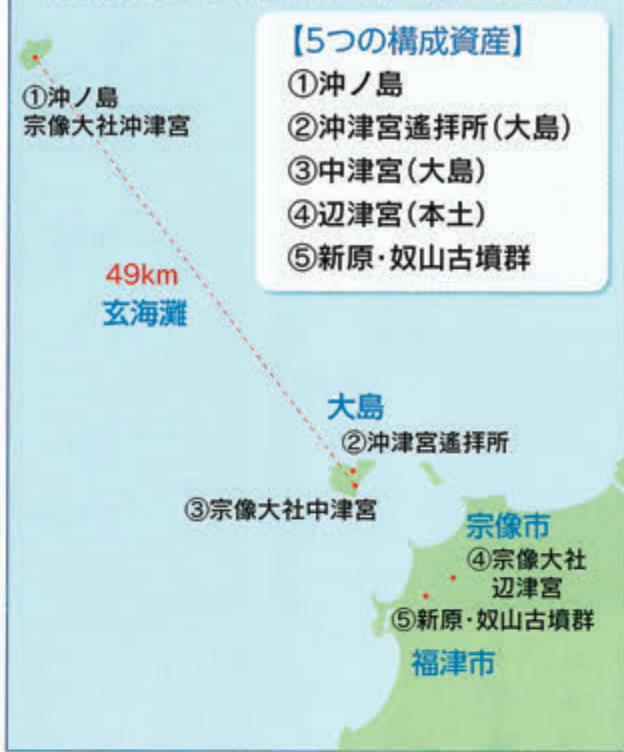 【5つの構成資産】
①沖ノ島
②沖津宮遙拝所(大島)
③中津宮(大島)
④辺津宮(本土)
⑤新原・奴山古墳群
①沖ノ島
宗像大社沖津宮
49km
玄海灘
大島
②沖津宮遙拝所
③宗像大社中津宮
宗像市
④宗像大社
辺津宮
⑤新原・奴山古墳群
福津市